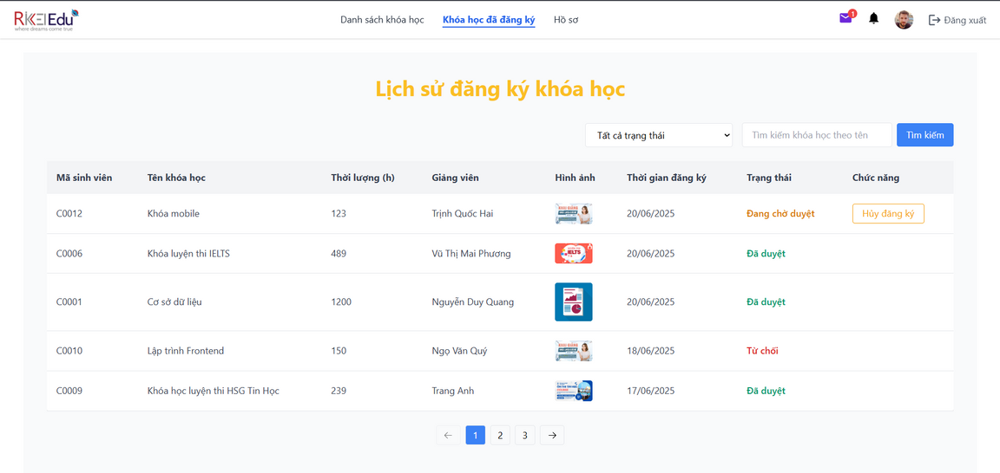 RIKKEI Edu
where dreams come true
Danh sách khóa học
Khóa học đã đăng ký
Hồ sơ
1
Đăng xuất
Lịch sử đăng ký khóa học
Tất cả trạng thái
Tìm kiếm khóa học theo tên
Tìm kiếm
Mã sinh viên Tên khóa học Thời lượng (h) Giảng viên Hình ảnh Thời gian đăng ký Trạng thái Chức năng
C0012 Khóa mobile 123 Trịnh Quốc Hai 20/06/2025 Đang chờ duyệt Hủy đăng ký
C0006 Khóa luyện thi IELTS 489 Vũ Thị Mai Phương IELTS 20/06/2025 Đã duyệt
C0001 Cơ sở dữ liệu 1200 Nguyễn Duy Quang 20/06/2025 Đã duyệt
C0010 Lập trình Frontend 150 Ngọ Văn Quý 18/06/2025 Từ chối
C0009 Khóa học luyện thi HSG Tin Học 239 Trang Anh 17/06/2025 Đã duyệt
← 1 2 3 →